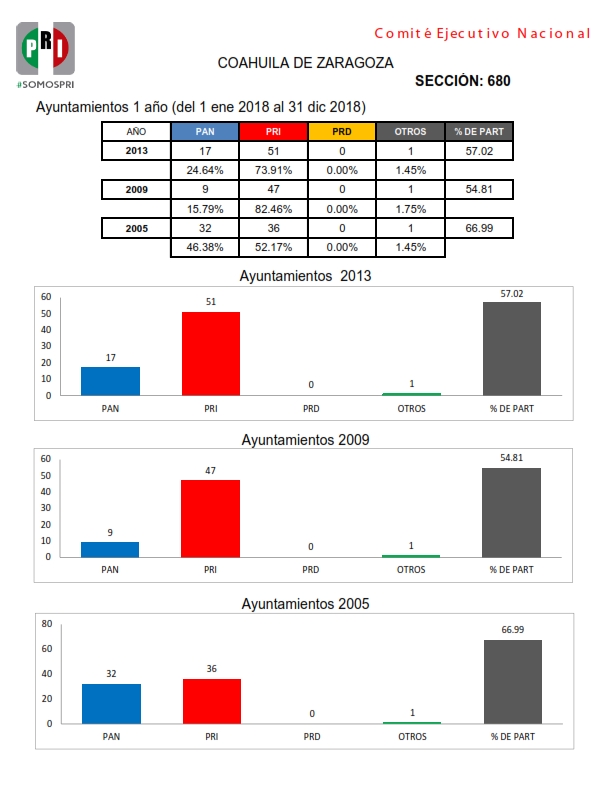 Comité Ejecutivo Nacional
PRI
#SOMOSPRI
COAHUILA DE ZARAGOZA
SECCIÓN: 680
Ayuntamientos 1 año (del 1 ene 2018 al 31 dic 2018)
AÑO PAN PRI PRD OTROS % DE PART
2013 17 51 0 1 57.02
24.64% 73.91% 0.00% 1.45%
2009 9 47 0 1 54.81
15.79% 82.46% 0.00% 1.75%
2005 32 36 0 1 66.99
46.38% 52.17% 0.00% 1.45%
Ayuntamientos 2013
60
50
40
30
20
10
0
17 51 0 1 57.02
PAN PRI PRD OTROS % DE PART
Ayuntamientos 2009
60
50
40
30
20
10
0
9 47 0 1 54.81
PAN PRI PRD OTROS % DE PART
Ayuntamientos 2005
80
60
40
20
0
32 36 0 1 66.99
PAN PRI PRD OTROS % DE PART